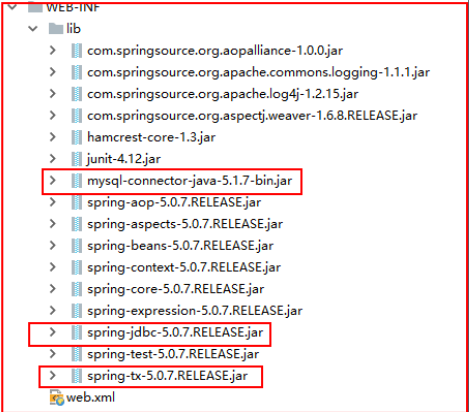 WEB-INF
lib
com.springsource.org.aopalliance-1.0.0.jar
com.springsource.org.apache.commons.logging-1.1.1.jar
com.springsource.org.apache.log4j-1.2.15.jar
com.springsource.org.aspectj.weaver-1.6.8.RELEASE.jar
hamcrest-core-1.3.jar
junit-4.12.jar
mysql-connector-java-5.1.7-bin.jar
spring-aop-5.0.7.RELEASE.jar
spring-aspects-5.0.7.RELEASE.jar
spring-beans-5.0.7.RELEASE.jar
spring-context-5.0.7.RELEASE.jar
spring-core-5.0.7.RELEASE.jar
spring-expression-5.0.7.RELEASE.jar
spring-jdbc-5.0.7.RELEASE.jar
spring-test-5.0.7.RELEASE.jar
spring-tx-5.0.7.RELEASE.jar
web.xml